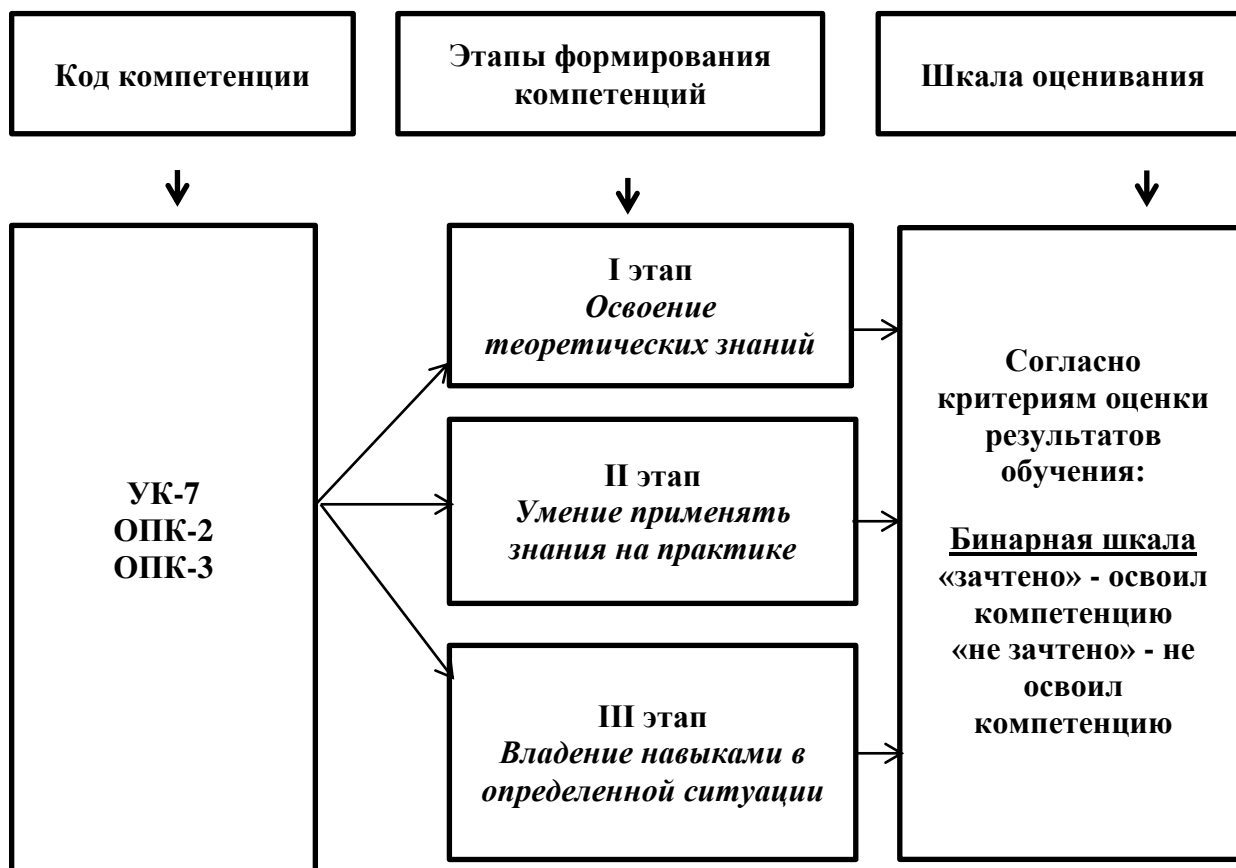 Код компетенции
Этапы формирования
компетенций
Шкала оценивания
УК-7
ОПК-2
ОПК-3
I этап
Освоение
теоретических знаний
II этап
Умение применять
знания на практике
III этап
Владение навыками в
определенной ситуации
Согласно
критериям оценки
результатов
обучения:
Бинарная шкала
«зачтено» - освоил
компетенцию
«не зачтено» - не
освоил
компетенцию